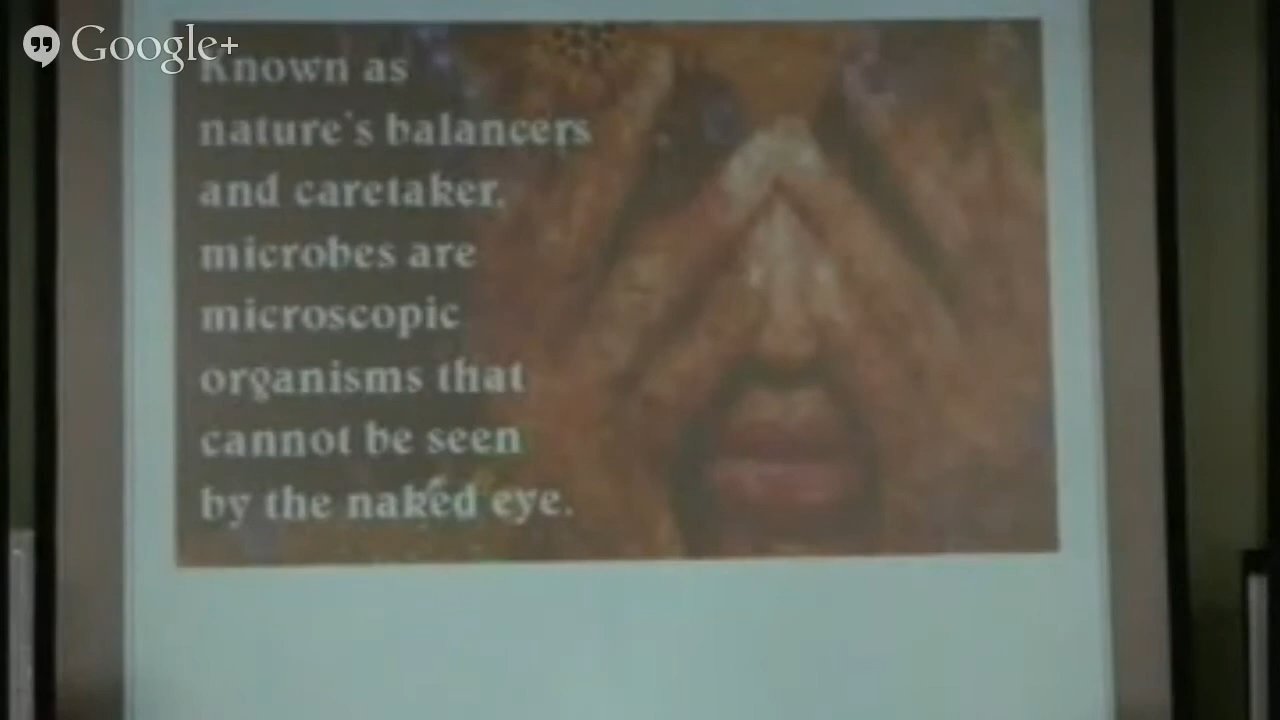 Google+
Known as
nature's balancers
and caretaker,
microbes are
microscopic
organisms that
cannot be seen
by the naked eye.